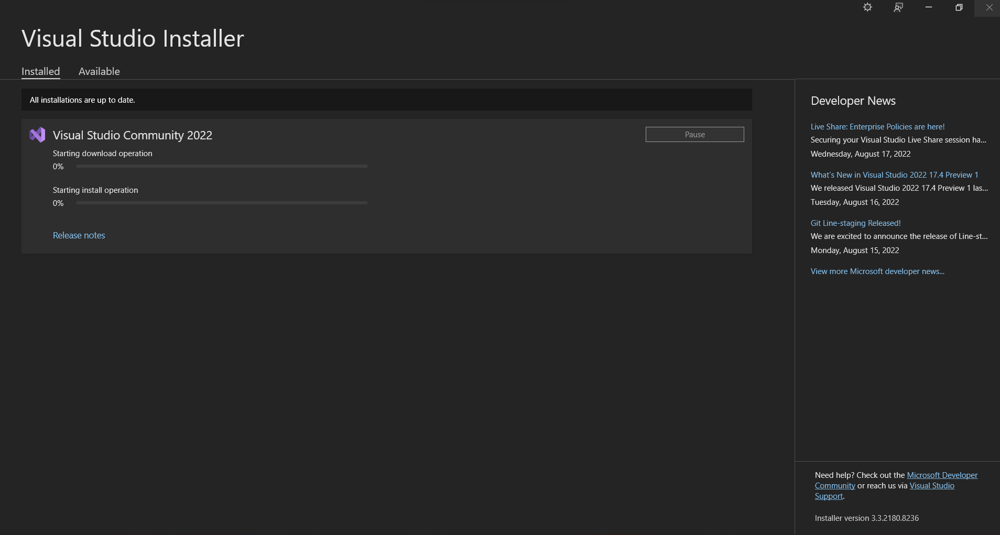 Visual Studio Installer
Installed
Available
All installations are up to date.
Visual Studio Community 2022
Pause
Starting download operation
0%
Starting install operation
0%
Release notes
Developer News
Live Share: Enterprise Policies are here!
Securing your Visual Studio Live Share session ha...
Wednesday, August 17, 2022
What's New in Visual Studio 2022 17.4 Preview 1
We released Visual Studio 2022 17.4 Preview 1 las...
Tuesday, August 16, 2022
Git Line-staging Released!
We are excited to announce the release of Line-st...
Monday, August 15, 2022
View more Microsoft developer news...
Need help? Check out the Microsoft Developer
Community or reach us via Visual Studio
Support.
Installer version 3.3.2180.8236